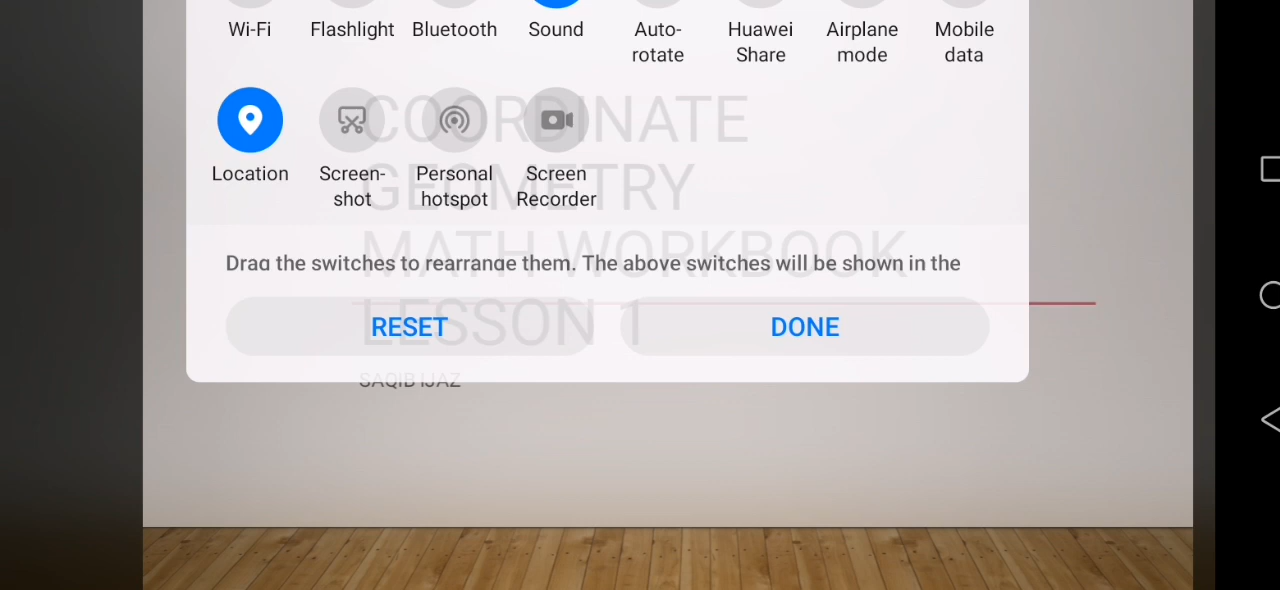 Wi-Fi Flashlight Bluetooth Sound Auto-rotate Huawei Share Airplane mode Mobile data
Location Screen-shot Personal hotspot Screen Recorder
COORDINATE
GEOMETRY
MATH WORKBOOK
LESSON 1
SAQIB IJAZ
Drag the switches to rearrange them. The above switches will be shown in the
RESET DONE